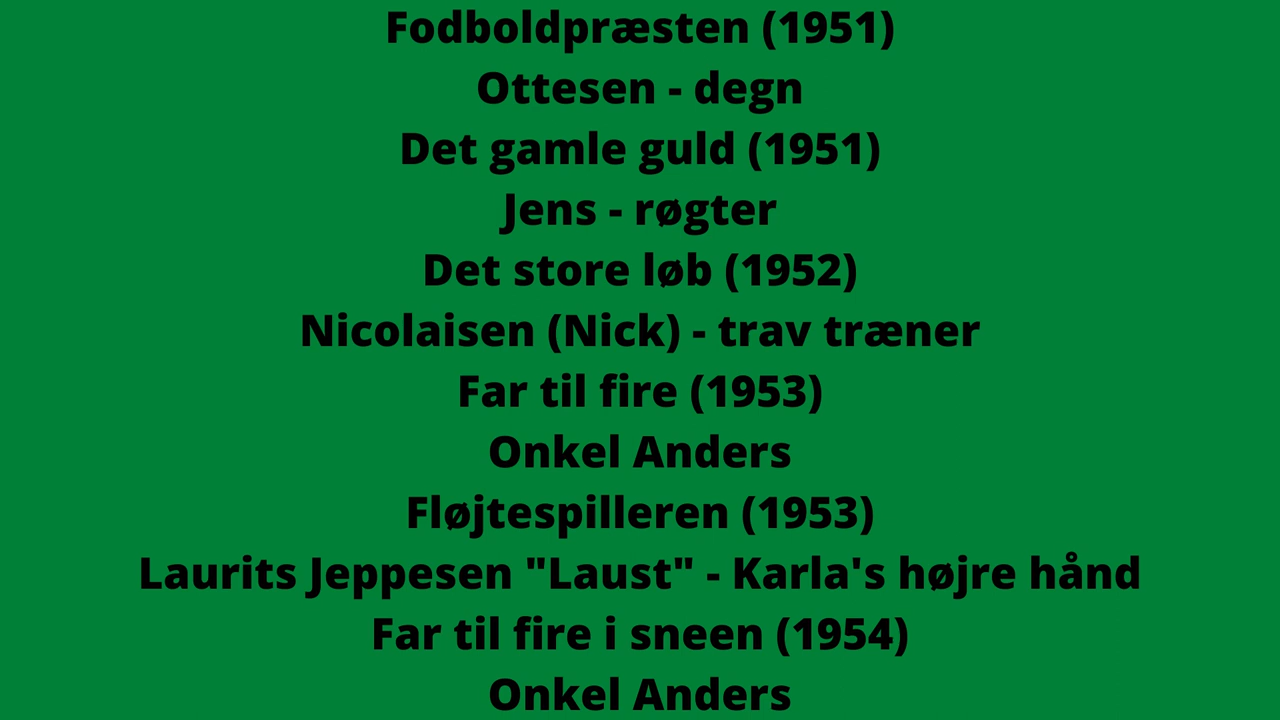 Fodboldpræsten (1951)
Ottesen - degn
Det gamle guld (1951)
Jens - røgter
Det store løb (1952)
Nicolaisen (Nick) - trav træner
Far til fire (1953)
Onkel Anders
Fløjtespilleren (1953)
Laurits Jeppesen "Laust" - Karla's højre hånd
Far til fire i sneen (1954)
Onkel Anders